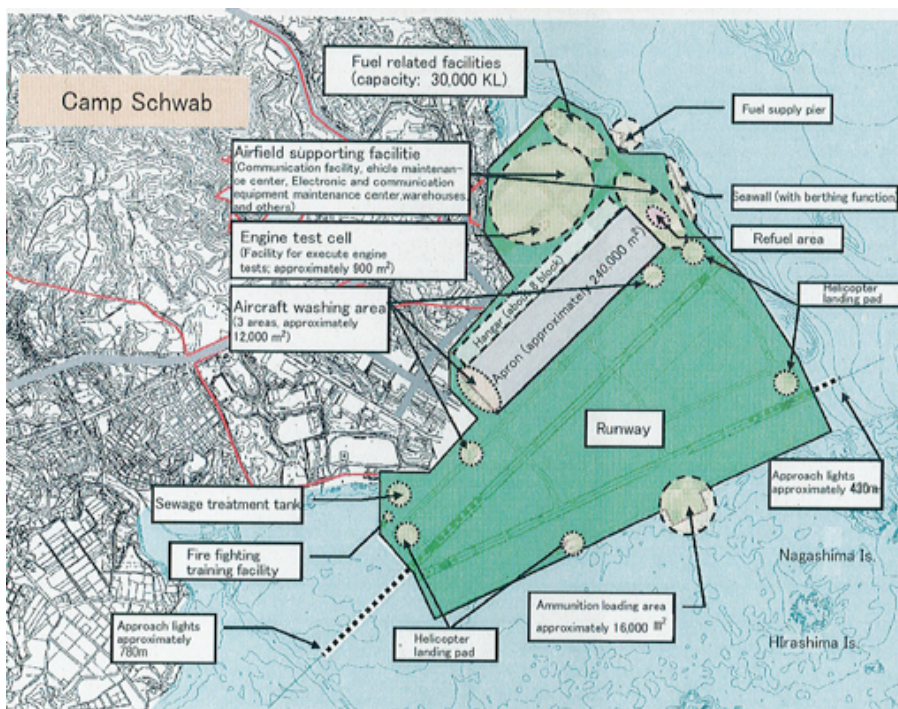 Camp Schwab
Fuel related facilities
(capacity: 30,000 KL)
Fuel supply pier
Airfield supporting facilitie
(Communication facility, ehicle maintenan-
ce center, Electronic and communication
equipment maintenance center,warehouses
and others)
Seawall (with berthing function)
Engine test cell
(Facility for execute engine
tests; approximately 900 m²)
Refuel area
Aircraft washing area
(3 areas, approximately
12,000 m²)
Helicopter
landing pad
Hangar (about 8 block)
Apron (approximately 240,000 m²)
Runway
Approach lights
approximately 430m
Sewage treatment tank
Fire fighting
training facility
Nagashima Is.
Ammunition loading area
approximately 16,000 m²
Approach lights
approximately
780m
Helicopter
landing pad
Hirashima Is.